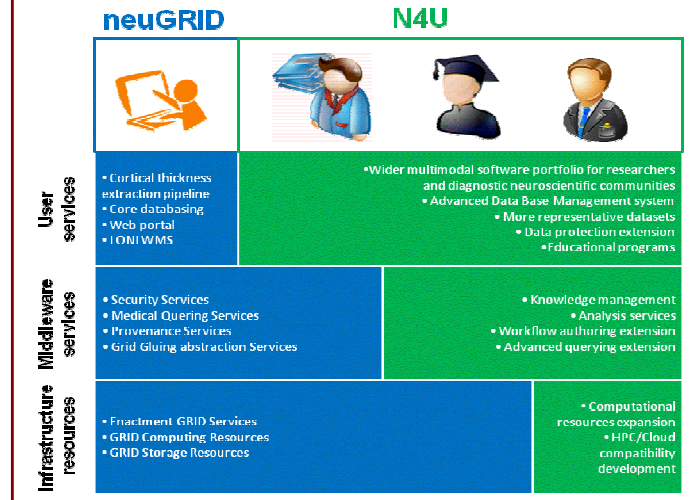 neuGRID
N4U
User
services
• Cortical thickness
extraction pipeline
• Core databasing
• Web portal
• LONI WMS
•Wider multimodal software portfolio for researchers
and diagnostic neuroscientific communities
• Advanced Data Base Management system
• More representative datasets
• Data protection extension
•Educational programs
Middleware
services
• Security Services
• Medical Quering Services
• Provenance Services
• Grid Gluing abstraction Services
• Knowledge management
• Analysis services
• Workflow authoring extension
• Advanced querying extension
Infrastructure
resources
• Enactment GRID Services
• GRID Computing Resources
• GRID Storage Resources
• Computational
resources expansion
• HPC/Cloud
compatibility
development